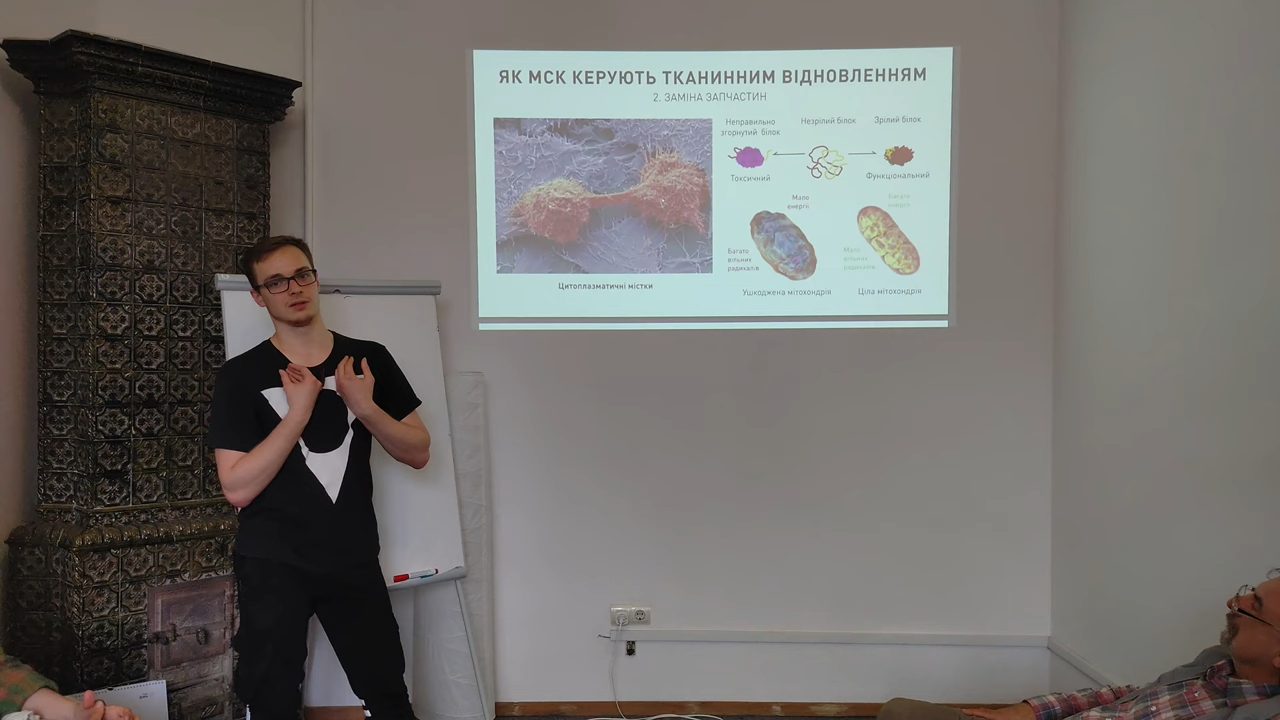 ЯК МСК КЕРУЮТЬ ТКАНИННИМ ВІДНОВЛЕННЯМ
2. ЗАМІНА ЗАПЧАСТИН
Неправильно
згорнутий білок
Незрілий білок
Зрілий білок
Токсичний
Функціональний
Мало
енергії
Багато
енергії
Багато
вільних
радикалів
Мало
вільних
радикалів
Ушкоджена мітохондрія
Ціла мітохондрія
Цитоплазматичні містки